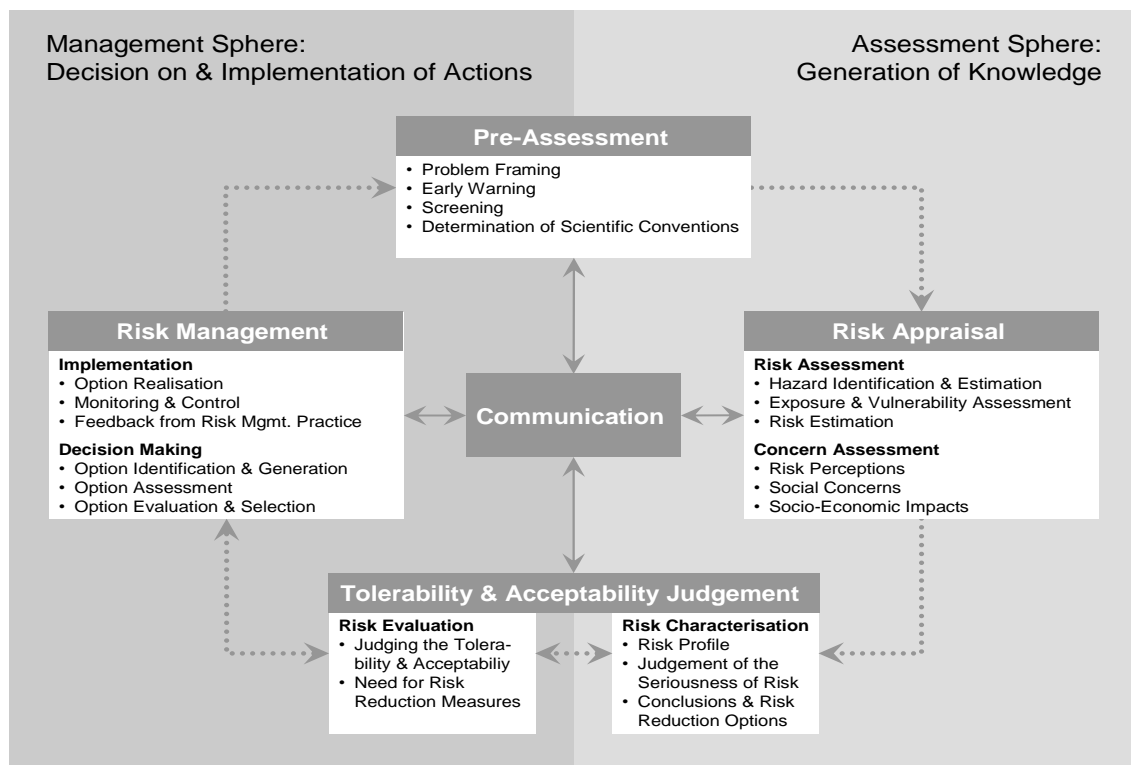 Management Sphere:
Decision on & Implementation of Actions
Assessment Sphere:
Generation of Knowledge
Pre-Assessment
• Problem Framing
• Early Warning
• Screening
• Determination of Scientific Conventions
Risk Management
Implementation
• Option Realisation
• Monitoring & Control
• Feedback from Risk Mgmt. Practice
Decision Making
• Option Identification & Generation
• Option Assessment
• Option Evaluation & Selection
Communication
Risk Appraisal
Risk Assessment
• Hazard Identification & Estimation
• Exposure & Vulnerability Assessment
• Risk Estimation
Concern Assessment
• Risk Perceptions
• Social Concerns
• Socio-Economic Impacts
Tolerability & Acceptability Judgement
Risk Evaluation
• Judging the Tolera-
bility & Acceptabiliy
• Need for Risk
Reduction Measures
Risk Characterisation
• Risk Profile
• Judgement of the
Seriousness of Risk
• Conclusions & Risk
Reduction Options